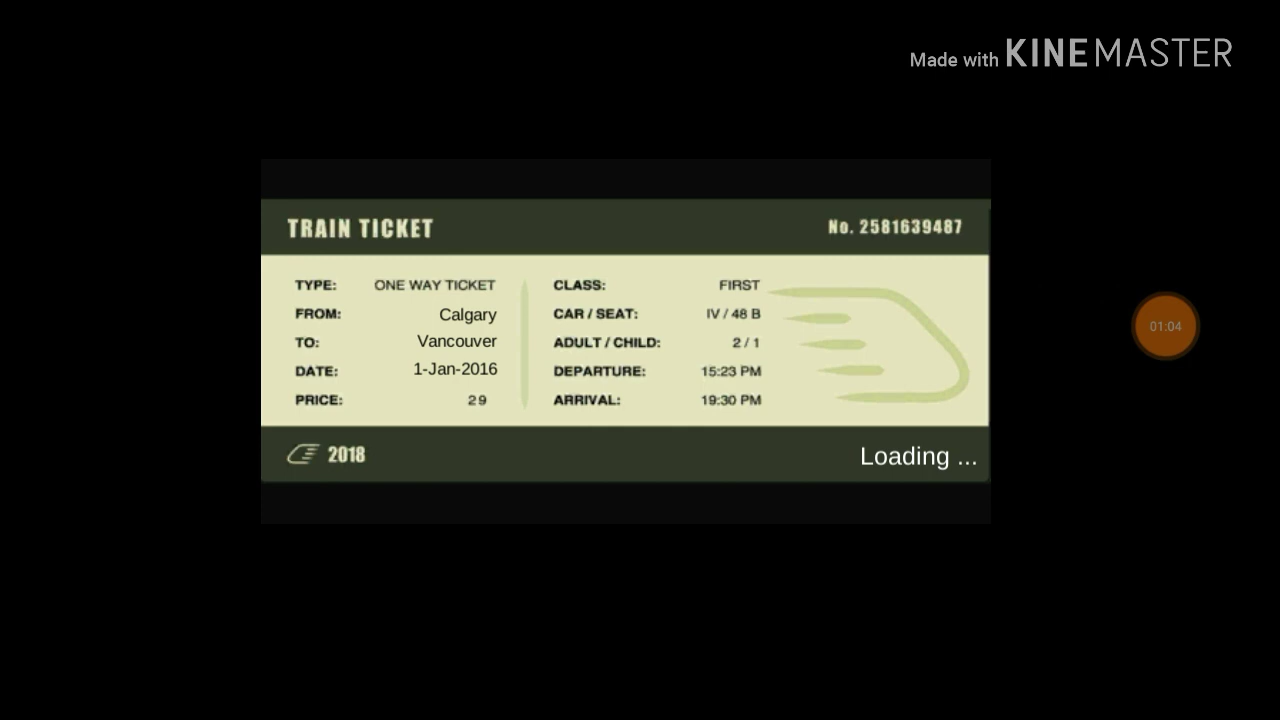 Made with KINEMASTER
TRAIN TICKET
No. 2581639487
TYPE: ONE WAY TICKET
FROM: Calgary
TO: Vancouver
DATE: 1-Jan-2016
PRICE: 29
CLASS: FIRST
CAR / SEAT: IV / 48 B
ADULT / CHILD: 2 / 1
DEPARTURE: 15:23 PM
ARRIVAL: 19:30 PM
01:04
2018
Loading ...